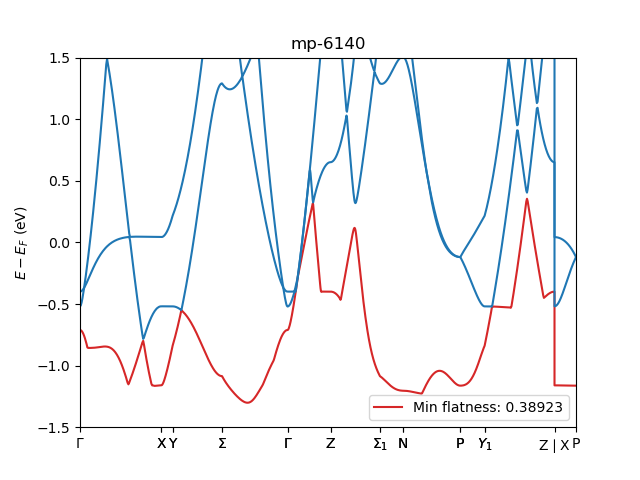 mp-6140
E − E_F (eV)
1.5
1.0
0.5
0.0
−0.5
−1.0
−1.5
Min flatness: 0.38923
Γ X Y Σ Γ Z Σ₁ N P Y₁ Z | X P